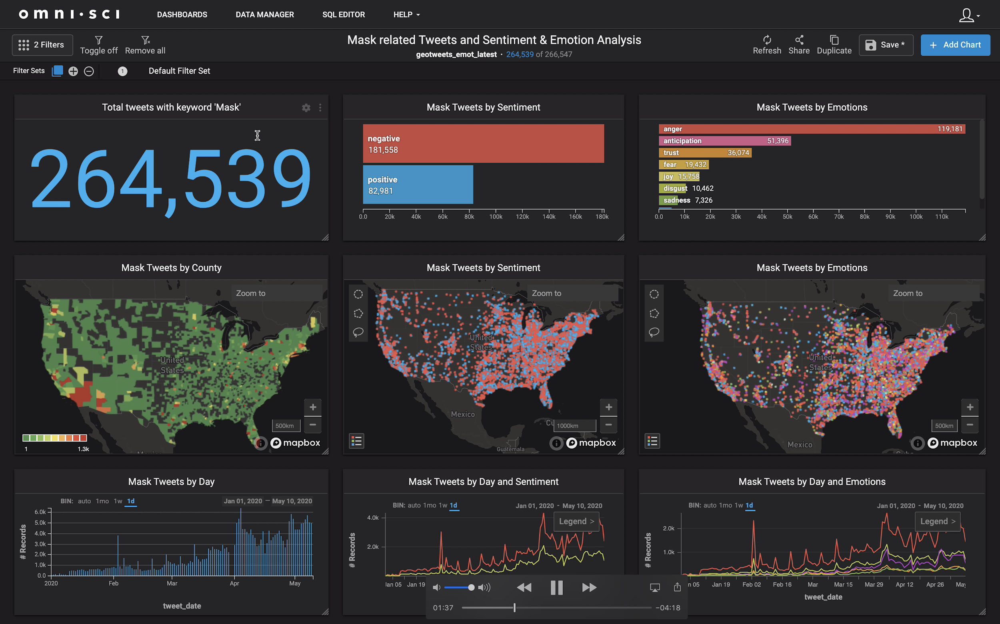 omni·sci DASHBOARDS DATA MANAGER SQL EDITOR HELP
2 Filters Toggle off Remove all
Mask related Tweets and Sentiment & Emotion Analysis
geotweets_emot_latest · 264,539 of 266,547
Refresh Share Duplicate Save * + Add Chart
Filter Sets 1 Default Filter Set
Total tweets with keyword 'Mask'
264,539
Mask Tweets by Sentiment
negative
181,558
positive
82,981
0.0 20k 40k 60k 80k 100k 120k 140k 160k 180k
Mask Tweets by Emotions
anger 119,181
anticipation 51,396
trust 36,074
fear 19,432
joy 15,758
disgust 10,462
sadness 7,326
0.0 10k 20k 30k 40k 50k 60k 70k 80k 90k 100k 110k
Mask Tweets by County
Zoom to
United
States
500km
1 1.3k
mapbox
Mask Tweets by Sentiment
Zoom to
United
States
Mexico
1000km
Guatemala
mapbox
Mask Tweets by Emotions
Zoom to
United
States
500km
Mexico
mapbox
Mask Tweets by Day
BIN: auto 1mo 1w 1d Jan 01, 2020 — May 10, 2020
# Records
6.0k
5.0k
4.0k
3.0k
2.0k
1.0k
0.0
2020 Feb Mar Apr May
tweet_date
Mask Tweets by Day and Sentiment
BIN: auto 1mo 1w 1d Jan 01, 2020 - May 10, 2020
Legend >
# Records
4.0k
2.0k
Jan 19
Mask Tweets by Day and Emotions
BIN: auto 1mo 1w 1d Jan 01, 2020 - May 10, 2020
Legend >
# Records
2.0k
1.0k
05 Jan 19 Feb 02 Feb 16 Mar Mar 15 Mar 29 Apr 12 Apr 26
tweet_date
01:37 -04:18